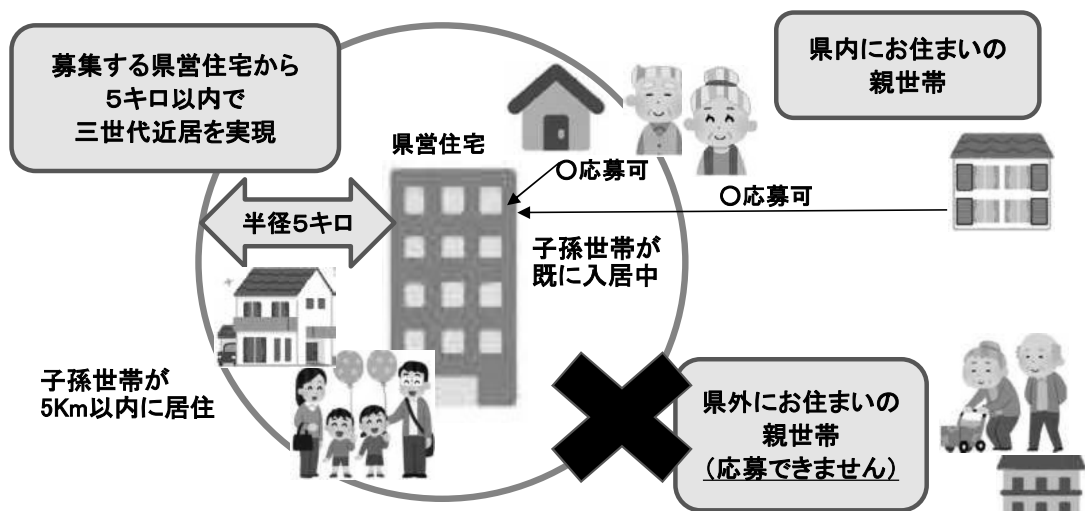 募集する県営住宅から
５キロ以内で
三世代近居を実現
県内にお住まいの
親世帯
県営住宅
〇応募可
〇応募可
半径５キロ
子孫世帯が
既に入居中
子孫世帯が
5Km以内に居住
県外にお住まいの
親世帯
（応募できません）